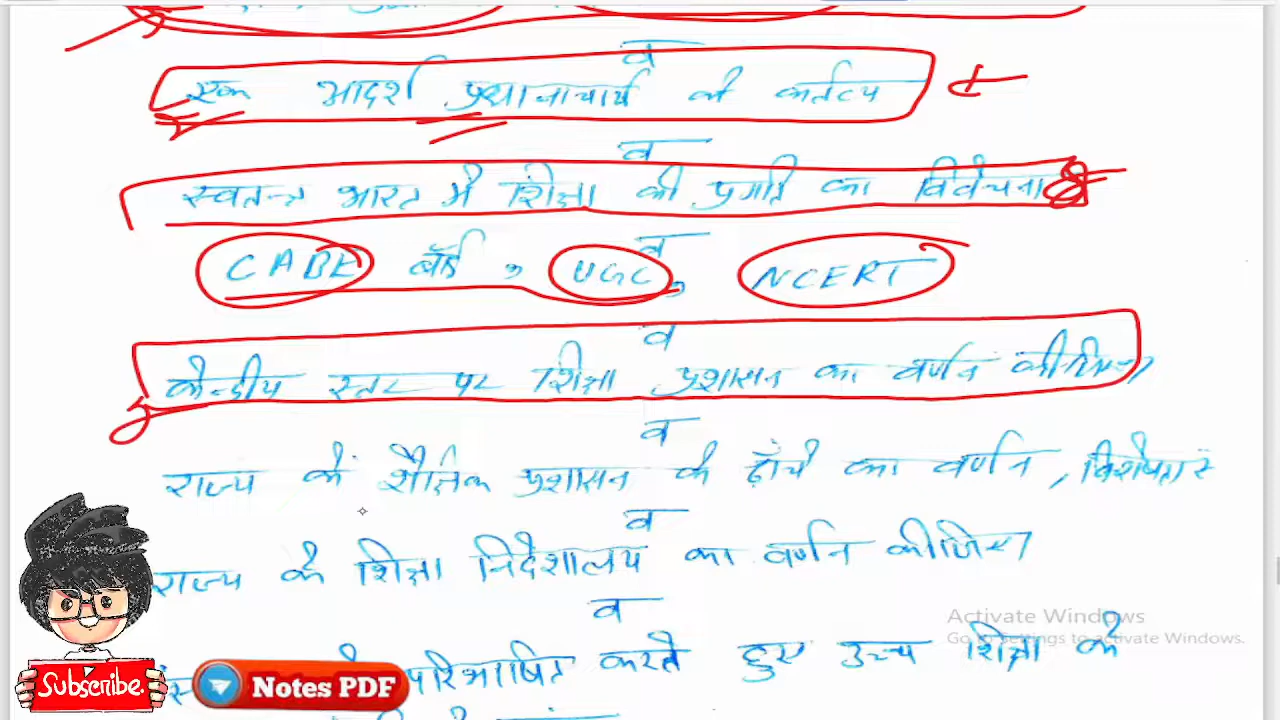 व
एक आदर्श प्रधानाचार्य के कर्तव्य
व
स्वतन्त्र भारत में शिक्षा की प्रगति का विवेचना
व
CABE बोर्ड, UGC, NCERT
व
केन्द्रीय स्तर पर शिक्षा प्रशासन का वर्णन कीजिए।
व
राज्य के शैक्षिक प्रशासन के ढाँचे का वर्णन, विशेषताएं
व
राज्य के शिक्षा निदेशालय का वर्णन कीजिए।
व
परिभाषित करते हुए उच्च शिक्षा के
Activate Windows
Go to Settings to activate Windows.
Subscribe.
Notes PDF